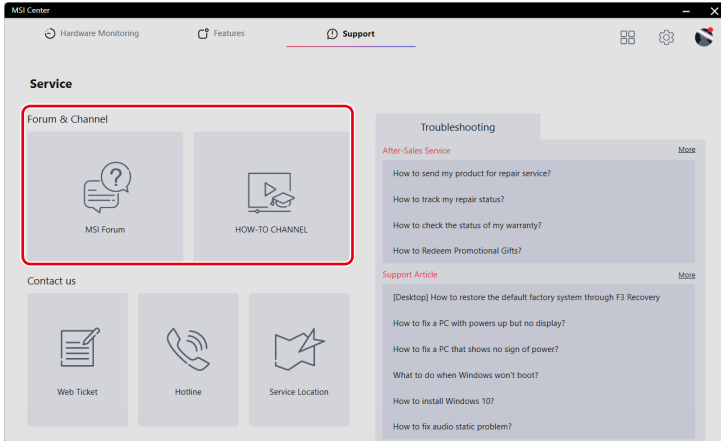 MSI Center
Hardware Monitoring
Features
Support
Service
Forum & Channel
MSI Forum
HOW-TO CHANNEL
Contact us
Web Ticket
Hotline
Service Location
Troubleshooting
After-Sales Service
More
How to send my product for repair service?
How to track my repair status?
How to check the status of my warranty?
How to Redeem Promotional Gifts?
Support Article
More
[Desktop] How to restore the default factory system through F3 Recovery
How to fix a PC with powers up but no display?
How to fix a PC that shows no sign of power?
What to do when Windows won't boot?
How to install Windows 10?
How to fix audio static problem?